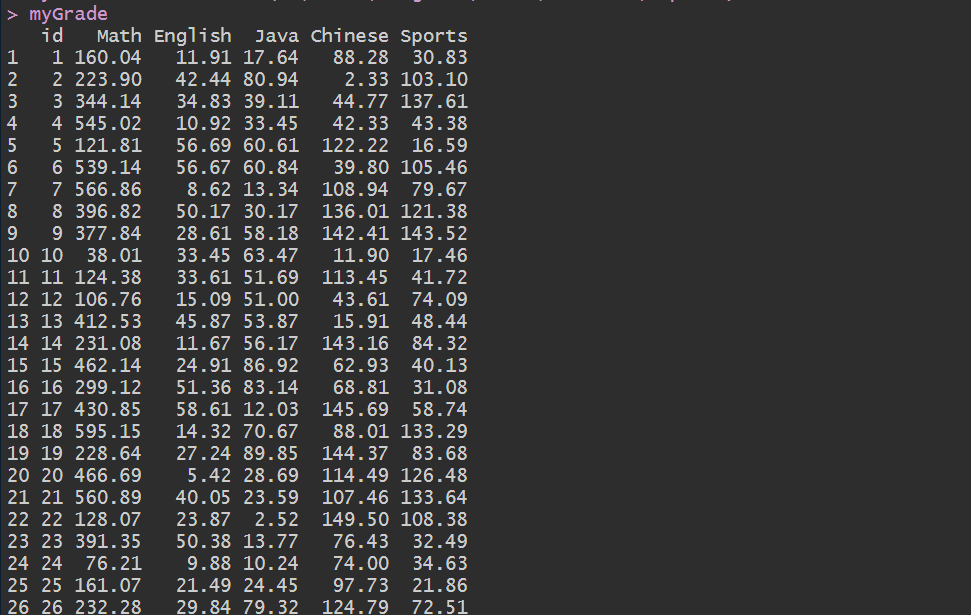 > myGrade
id Math English Java Chinese Sports
1 1 160.04 11.91 17.64 88.28 30.83
2 2 223.90 42.44 80.94 2.33 103.10
3 3 344.14 34.83 39.11 44.77 137.61
4 4 545.02 10.92 33.45 42.33 43.38
5 5 121.81 56.69 60.61 122.22 16.59
6 6 539.14 56.67 60.84 39.80 105.46
7 7 566.86 8.62 13.34 108.94 79.67
8 8 396.82 50.17 30.17 136.01 121.38
9 9 377.84 28.61 58.18 142.41 143.52
10 10 38.01 33.45 63.47 11.90 17.46
11 11 124.38 33.61 51.69 113.45 41.72
12 12 106.76 15.09 51.00 43.61 74.09
13 13 412.53 45.87 53.87 15.91 48.44
14 14 231.08 11.67 56.17 143.16 84.32
15 15 462.14 24.91 86.92 62.93 40.13
16 16 299.12 51.36 83.14 68.81 31.08
17 17 430.85 58.61 12.03 145.69 58.74
18 18 595.15 14.32 70.67 88.01 133.29
19 19 228.64 27.24 89.85 144.37 83.68
20 20 466.69 5.42 28.69 114.49 126.48
21 21 560.89 40.05 23.59 107.46 133.64
22 22 128.07 23.87 2.52 149.50 108.38
23 23 391.35 50.38 13.77 76.43 32.49
24 24 76.21 9.88 10.24 74.00 34.63
25 25 161.07 21.49 24.45 97.73 21.86
26 26 232.28 29.84 79.32 124.79 72.51